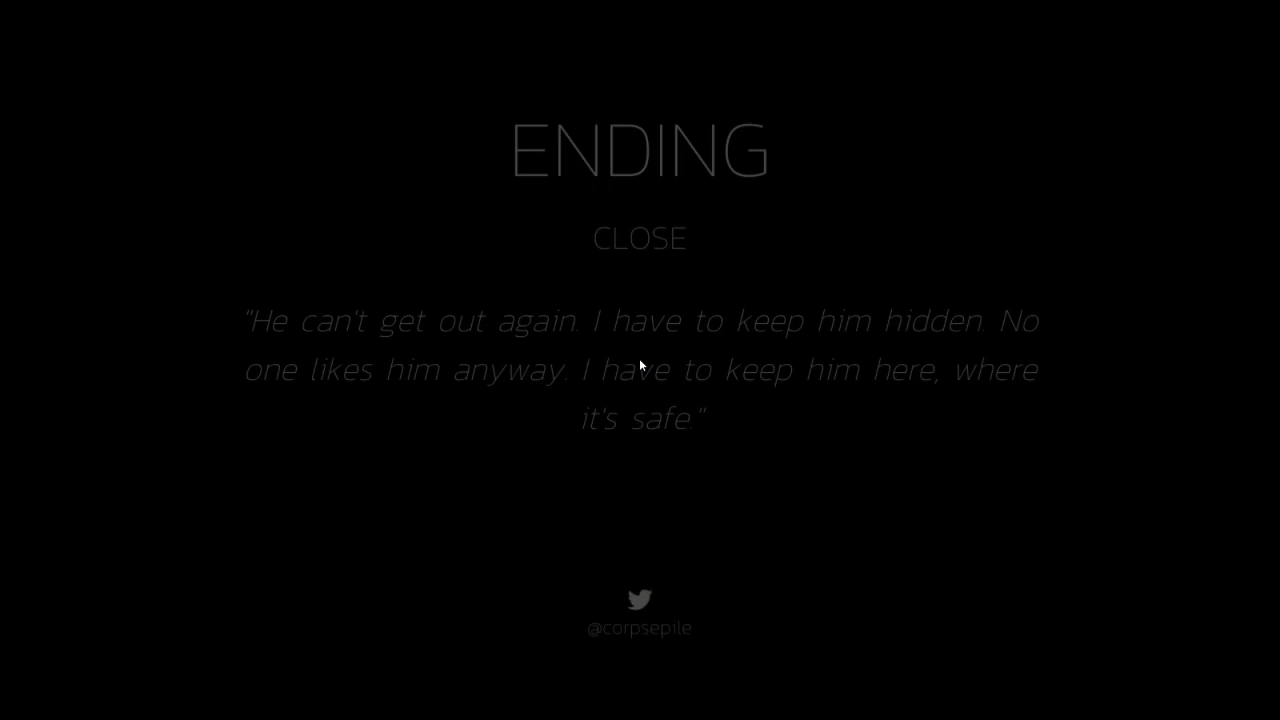 ENDING
CLOSE
"He can't get out again. I have to keep him hidden. No
one likes him anyway. I have to keep him here, where
it's safe."
@corpsepile